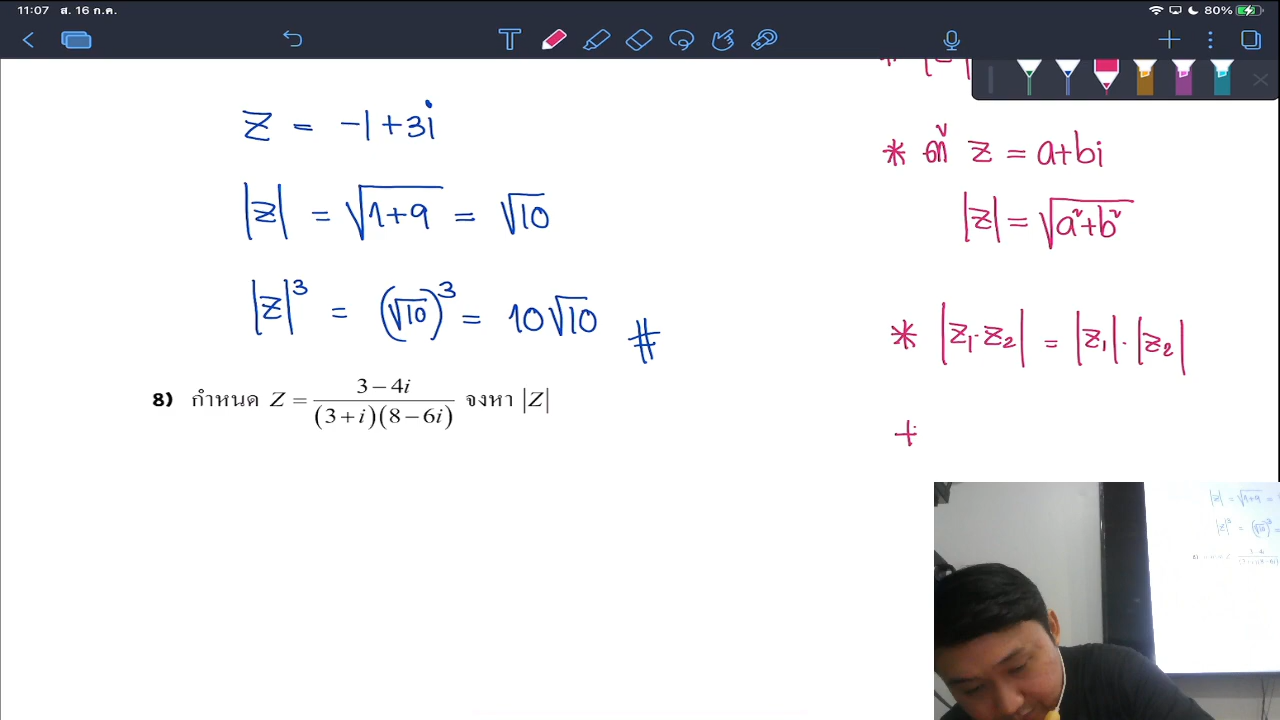 11:07 ส. 16 ก.ค. 80%
Z = -1+3i
|Z| = √1+9 = √10
|Z|³ = (√10)³ = 10√10 #
8) กำหนด Z = 3-4i / (3+i)(8-6i) จงหา |Z|
* ถ้า Z = a+bi
|Z| = √a²+b²
* |Z₁·Z₂| = |Z₁|·|Z₂|